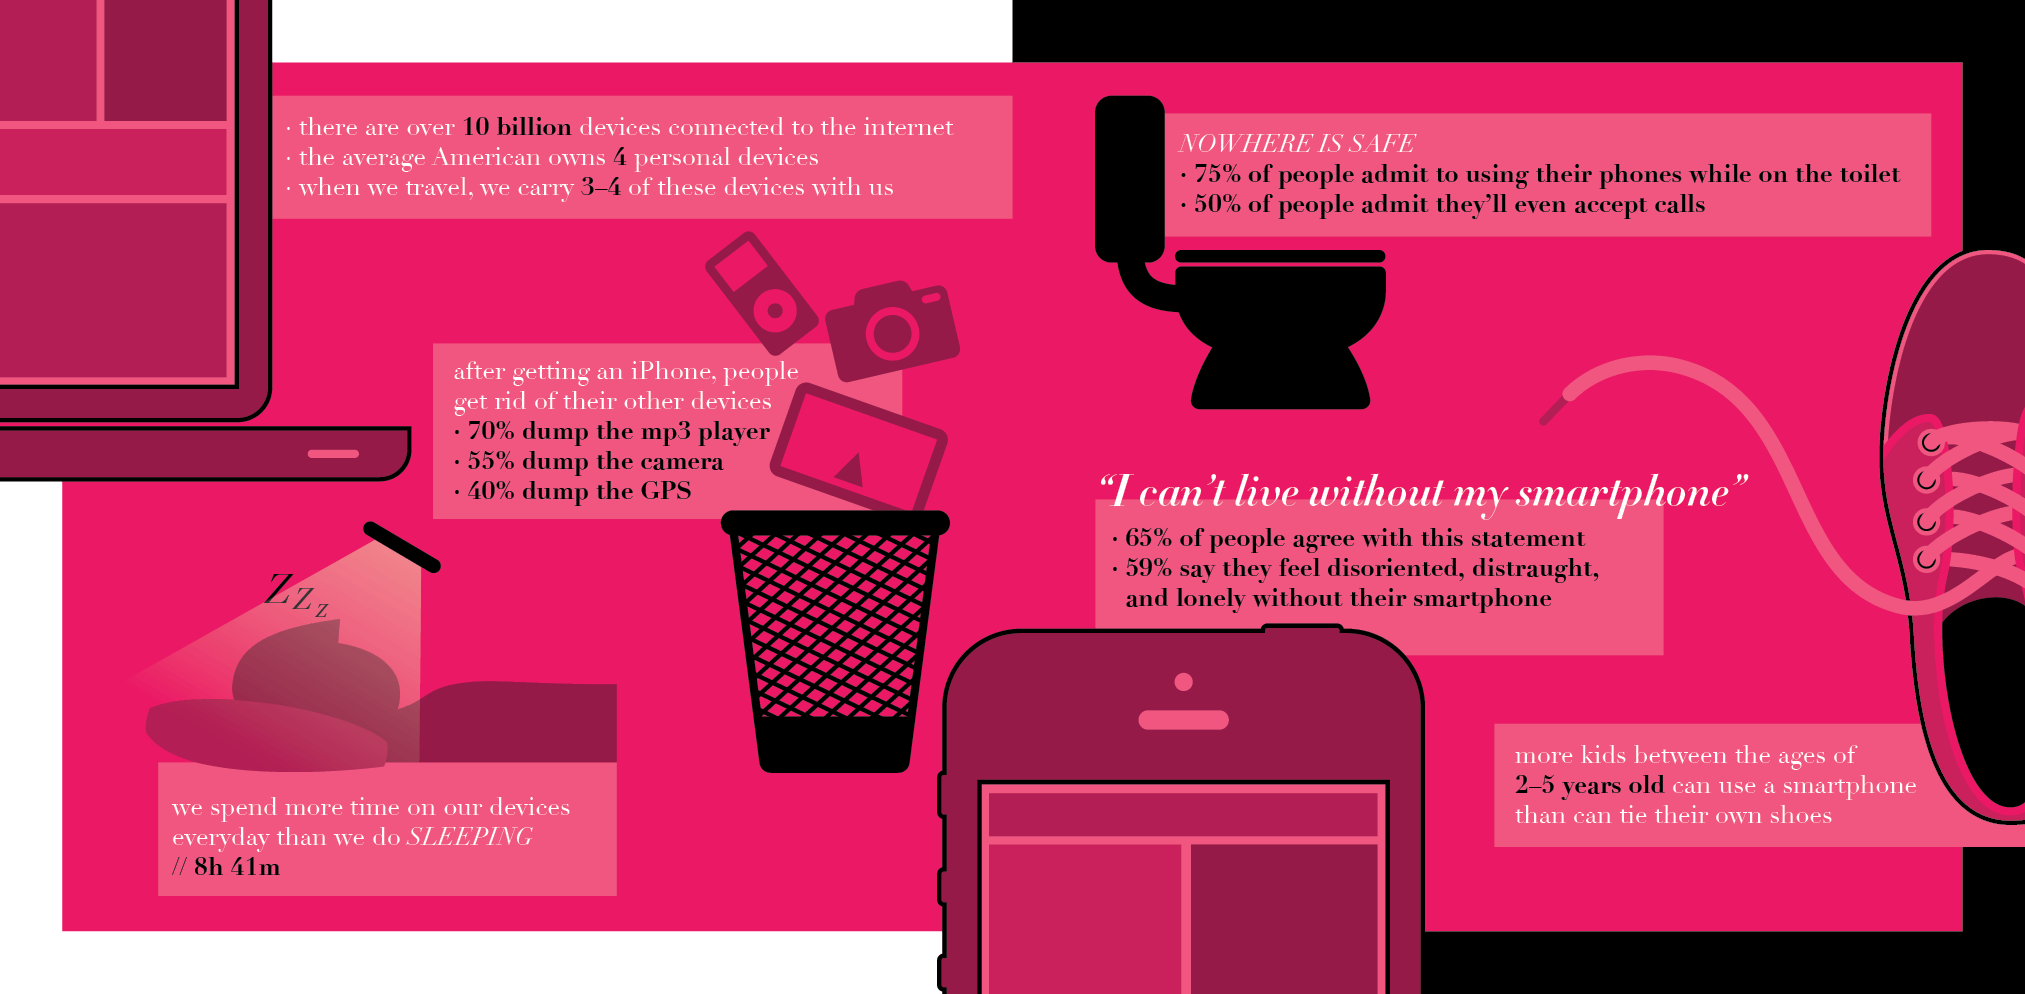 · there are over 10 billion devices connected to the internet
· the average American owns 4 personal devices
· when we travel, we carry 3–4 of these devices with us
after getting an iPhone, people
get rid of their other devices
· 70% dump the mp3 player
· 55% dump the camera
· 40% dump the GPS
Z Z Z
we spend more time on our devices
everyday than we do SLEEPING
// 8h 41m
NOWHERE IS SAFE
· 75% of people admit to using their phones while on the toilet
· 50% of people admit they’ll even accept calls
“I can’t live without my smartphone”
· 65% of people agree with this statement
· 59% say they feel disoriented, distraught,
and lonely without their smartphone
more kids between the ages of
2–5 years old can use a smartphone
than can tie their own shoes